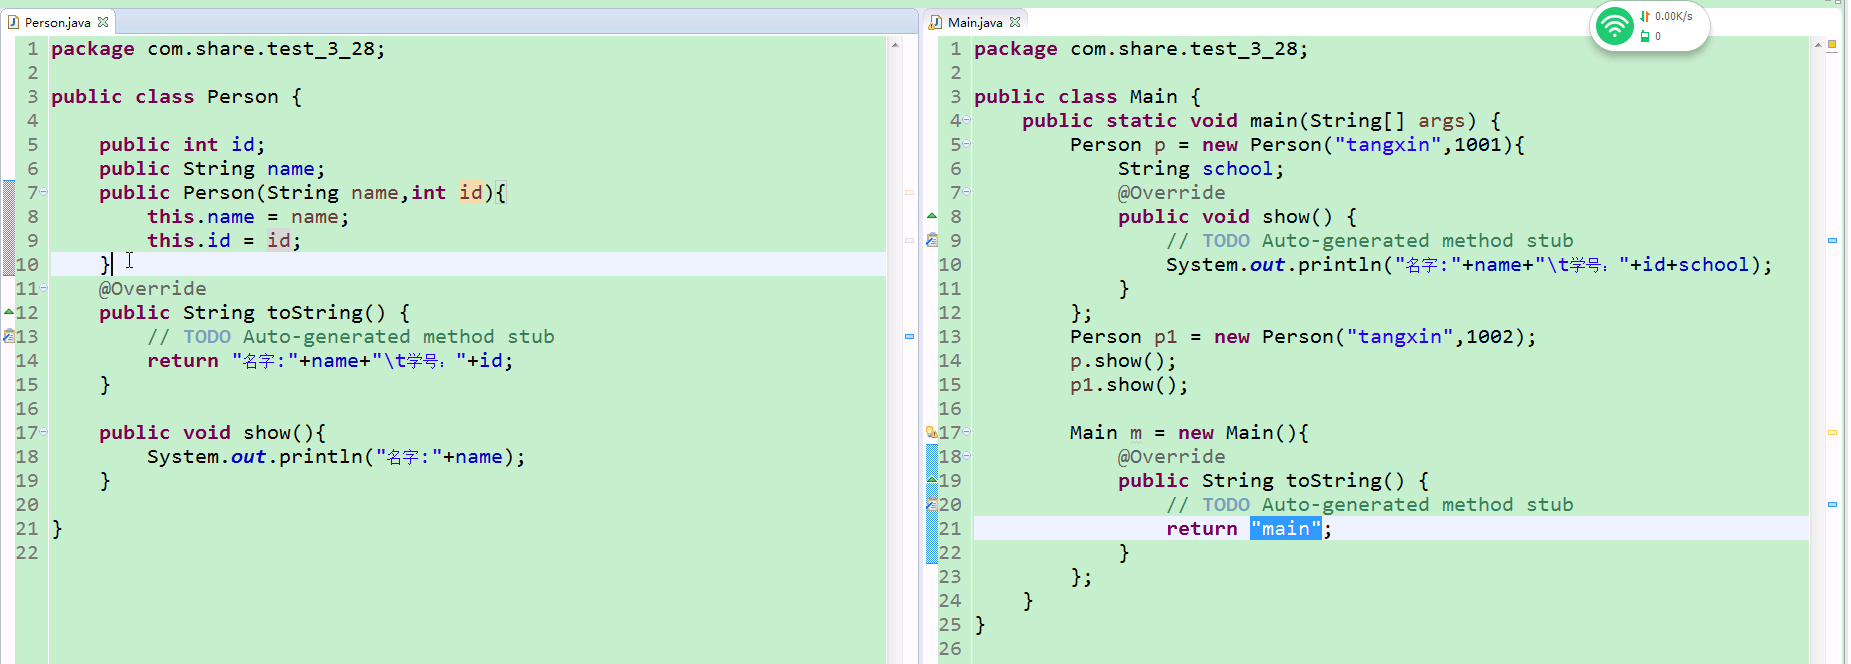 Person.java
1 package com.share.test_3_28;
2
3 public class Person {
4
5 public int id;
6 public String name;
7 public Person(String name,int id){
8 this.name = name;
9 this.id = id;
10 }
11 @Override
12 public String toString() {
13 // TODO Auto-generated method stub
14 return "名字:"+name+"\t学号："+id;
15 }
16
17 public void show(){
18 System.out.println("名字:"+name);
19 }
20
21 }
22
Main.java
0.00K/s
0
1 package com.share.test_3_28;
2
3 public class Main {
4 public static void main(String[] args) {
5 Person p = new Person("tangxin",1001){
6 String school;
7 @Override
8 public void show() {
9 // TODO Auto-generated method stub
10 System.out.println("名字:"+name+"\t学号："+id+school);
11 }
12 };
13 Person p1 = new Person("tangxin",1002);
14 p.show();
15 p1.show();
16
17 Main m = new Main(){
18 @Override
19 public String toString() {
20 // TODO Auto-generated method stub
21 return "main";
22 }
23 };
24 }
25 }
26